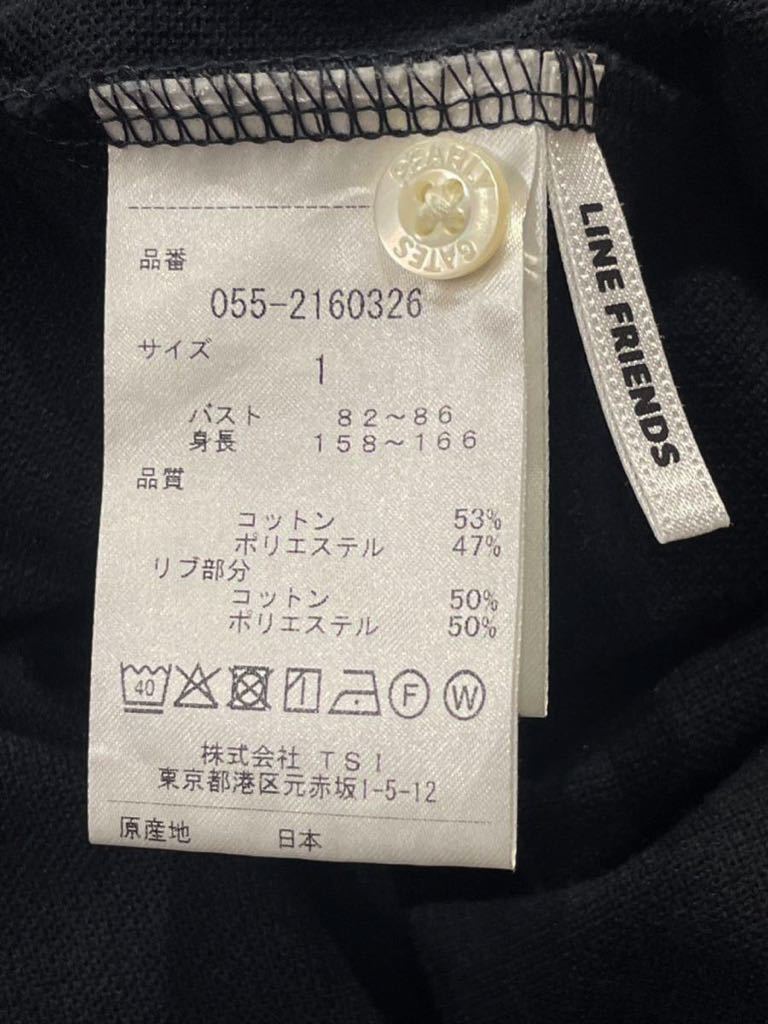 PEARLY GATES
LINE FRIENDS
品番
055-2160326
サイズ
1
バスト 82～86
身長 158～166
品質
コットン 53%
ポリエステル 47%
リブ部分
コットン 50%
ポリエステル 50%
40 F W
株式会社 TSI
東京都港区元赤坂1-5-12
原産地 日本